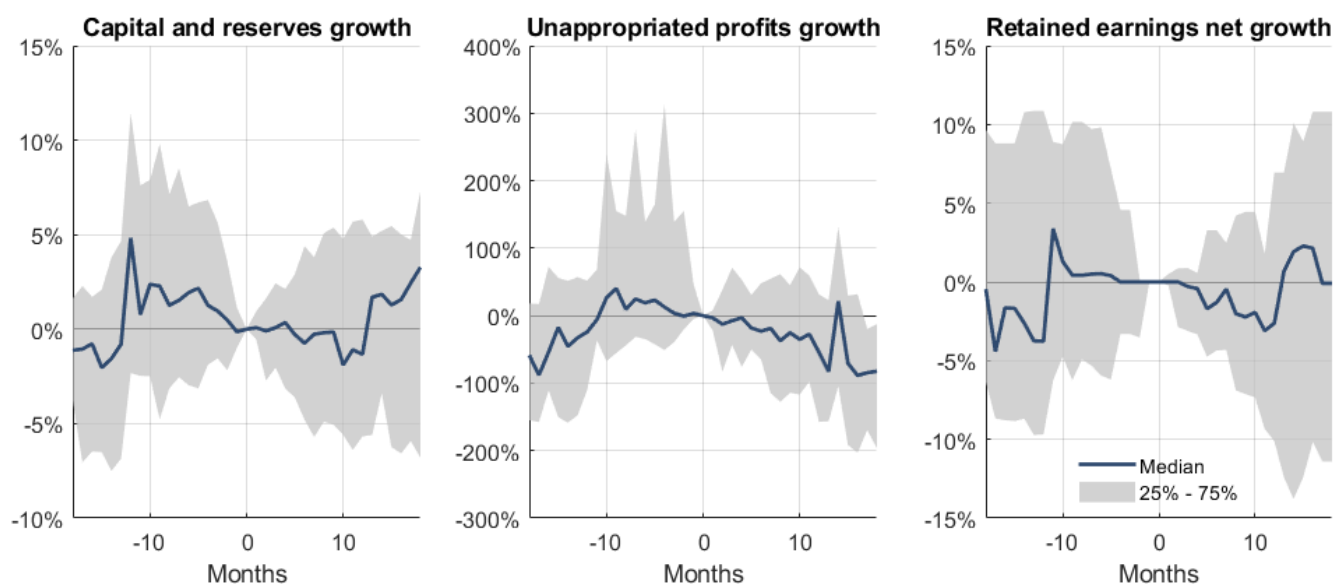 Capital and reserves growth
15%
10%
5%
0%
-5%
-10%
-10 0 10
Months
Unappropriated profits growth
400%
300%
200%
100%
0%
-100%
-200%
-300%
-10 0 10
Months
Retained earnings net growth
15%
10%
5%
0%
-5%
-10%
-15%
Median
25% - 75%
-10 0 10
Months